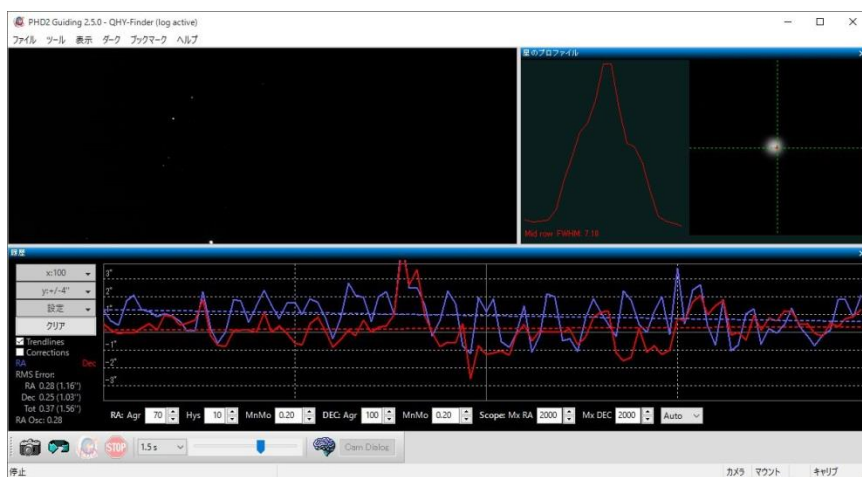 PHD2 Guiding 2.5.0 - QHY-Finder (log active)
ファイル ツール 表示 ダーク ブックマーク ヘルプ
星のプロファイル
Mid row FWHM: 7.18
履歴
x:100
y:+/-4"
設定
クリア
Trendlines
Corrections
RA Dec
RMS Error:
RA 0.28 (1.16")
Dec 0.25 (1.03")
Tot 0.37 (1.56")
RA Osc: 0.28
3"
2"
1"
0"
-1"
-2"
-3"
RA: Agr 70 Hys 10 MnMo 0.20 DEC: Agr 100 MnMo 0.20 Scope: Mx RA 2000 Mx DEC 2000 Auto
STOP 1.5 s Cam Dialog
停止 カメラ マウント キャリブ